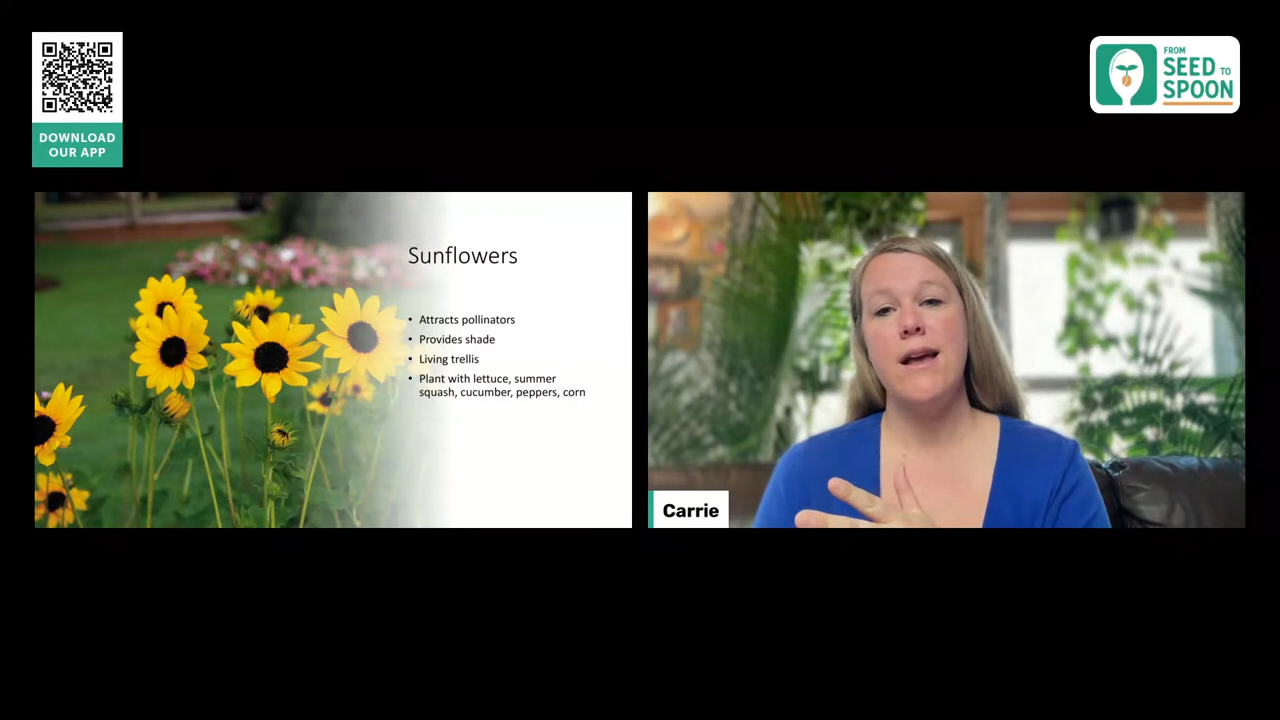 DOWNLOAD
OUR APP
FROM
SEED TO
SPOON
Sunflowers
• Attracts pollinators
• Provides shade
• Living trellis
• Plant with lettuce, summer
squash, cucumber, peppers, corn
Carrie